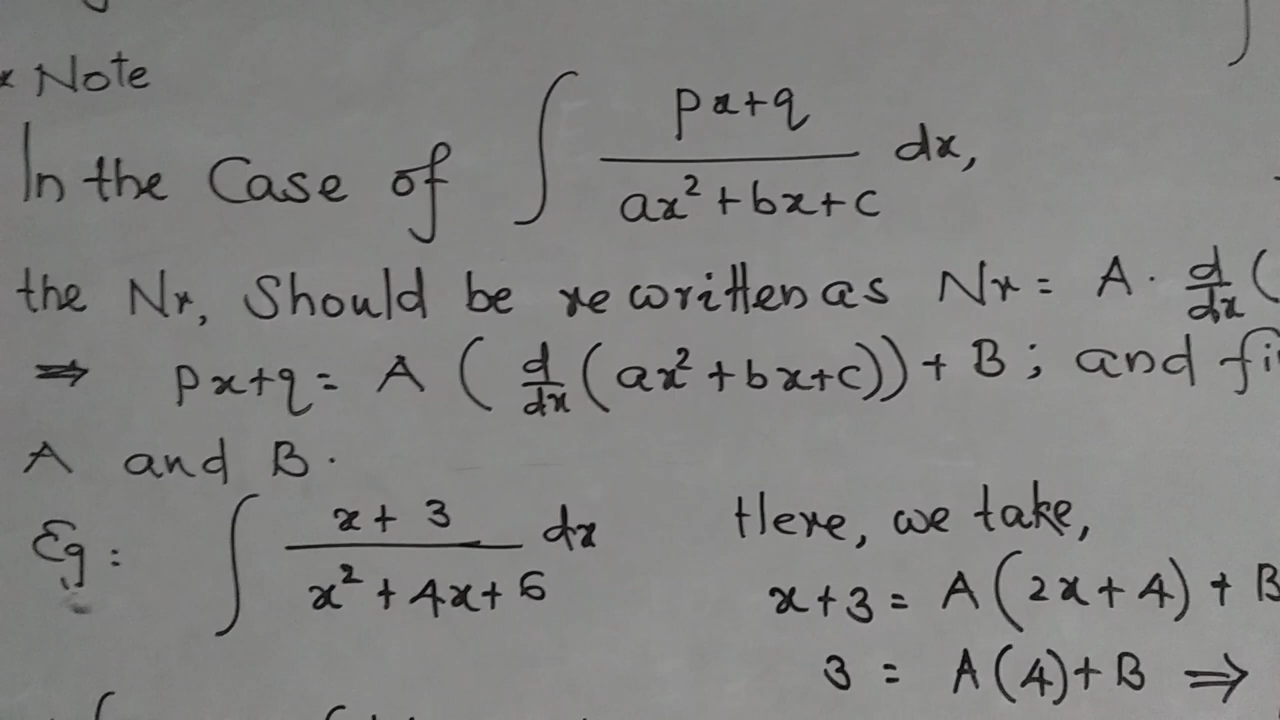 * Note
In the Case of ∫ (px+q)/(ax²+bx+c) dx,
the Nr, Should be rewritten as Nr = A. d/dx (
⇒ px+q = A ( d/dx (ax²+bx+c)) + B ; and fi
A and B.
Eg: ∫ (x+3)/(x²+4x+5) dx
Here, we take,
x+3 = A(2x+4) + B
3 = A(4)+B ⇒